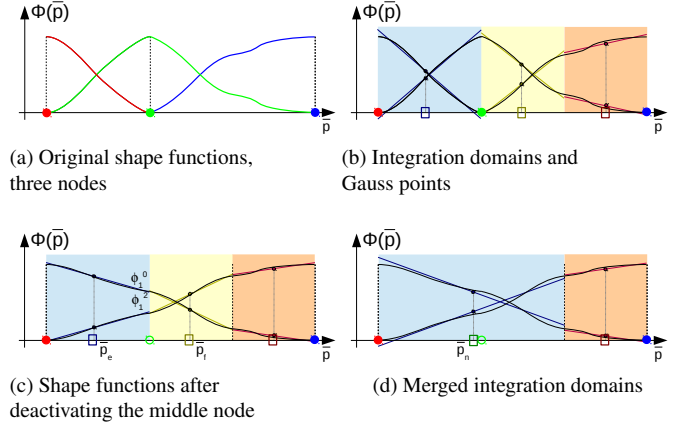 Φ(p̅)
p̅
(a) Original shape functions,
three nodes
Φ(p̅)
p̅
(b) Integration domains and
Gauss points
Φ(p̅)
ϕ₁⁰
ϕ₁²
p̅ₑ
p̅_f
p̅
(c) Shape functions after
deactivating the middle node
Φ(p̅)
p̅ₙ
p̅
(d) Merged integration domains